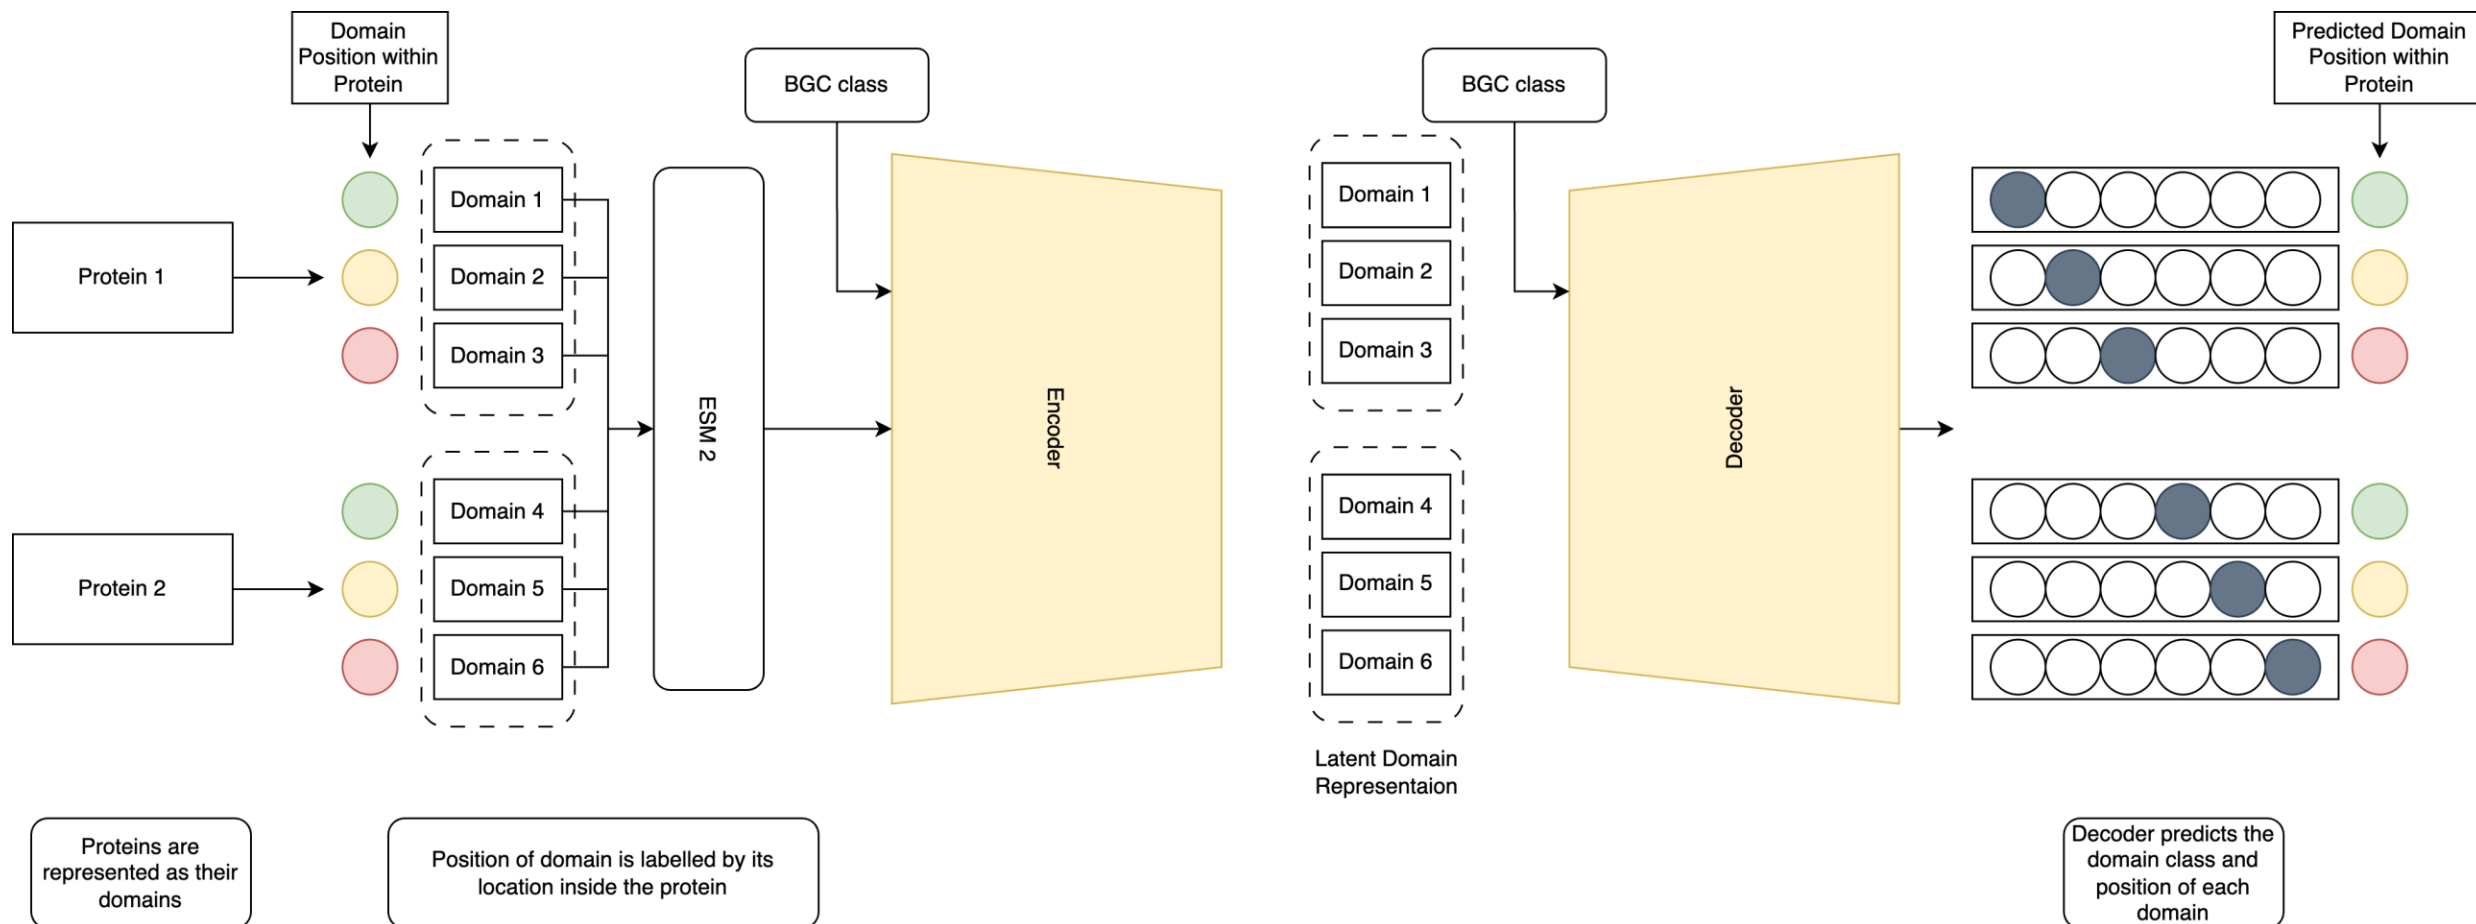 Domain
Position within
Protein
BGC class
BGC class
Predicted Domain
Position within
Protein
Protein 1
Domain 1
Domain 2
Domain 3
Protein 2
Domain 4
Domain 5
Domain 6
ESM 2
Encoder
Domain 1
Domain 2
Domain 3
Domain 4
Domain 5
Domain 6
Latent Domain
Representaion
Decoder
Proteins are
represented as their
domains
Position of domain is labelled by its
location inside the protein
Decoder predicts the
domain class and
position of each
domain